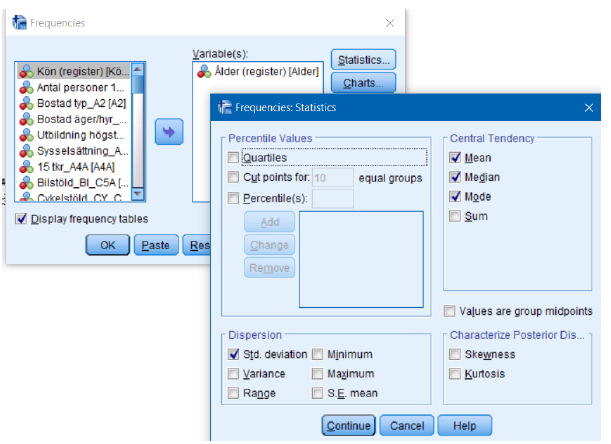 Frequencies
Variable(s):
Kön (register) [Kö...
Antal personer 1...
Bostad typ_A2 [A2]
Bostad äger/hyr_...
Utbildning högst...
Sysselsättning_A...
15 tkr_A4A [A4A]
Bilstöld_BI_C5A [...
Cykelstöld_CY_C...
Ålder (register) [Alder]
Statistics...
Charts...
Display frequency tables
OK
Paste
Res
Frequencies: Statistics
Percentile Values
Quartiles
Cut points for: 10 equal groups
Percentile(s):
Add
Change
Remove
Central Tendency
Mean
Median
Mode
Sum
Values are group midpoints
Dispersion
Std. deviation Minimum
Variance Maximum
Range S.E. mean
Characterize Posterior Dis...
Skewness
Kurtosis
Continue Cancel Help